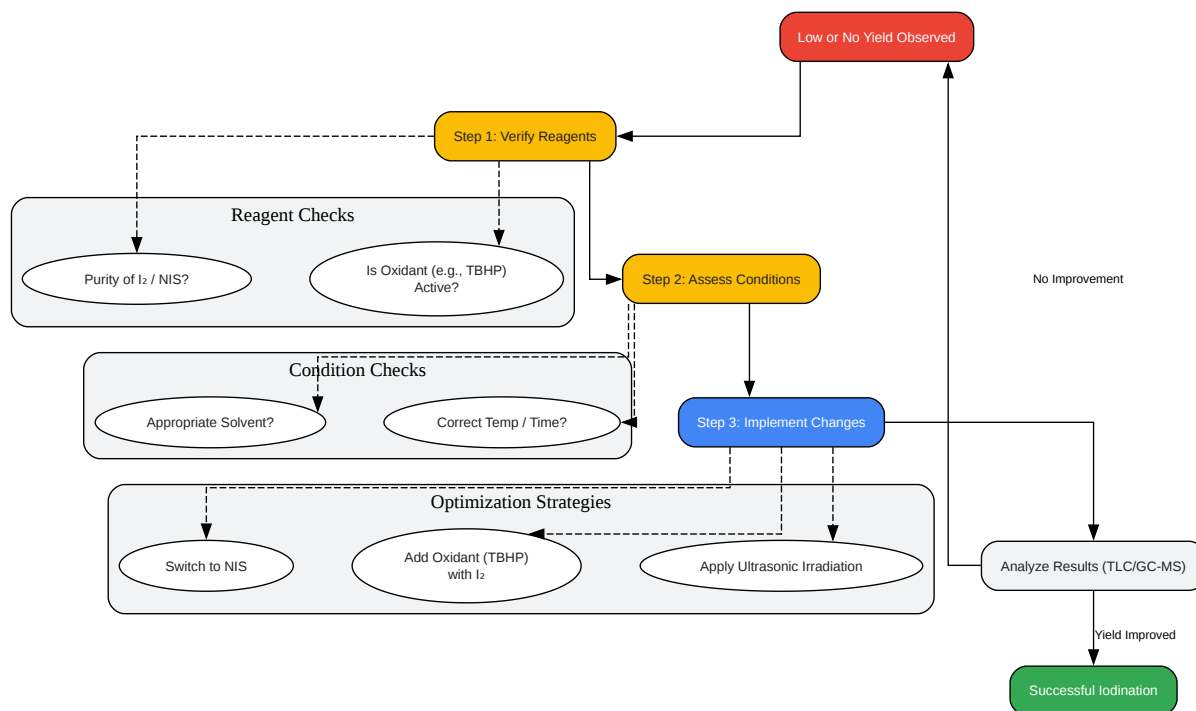 Low or No Yield Observed
Step 1: Verify Reagents
Reagent Checks
Purity of I₂ / NIS?
Is Oxidant (e.g., TBHP)
Active?
Step 2: Assess Conditions
No Improvement
Condition Checks
Appropriate Solvent?
Correct Temp / Time?
Step 3: Implement Changes
Optimization Strategies
Switch to NIS
Add Oxidant (TBHP)
with I₂
Apply Ultrasonic Irradiation
Analyze Results (TLC/GC-MS)
Yield Improved
Successful Iodination